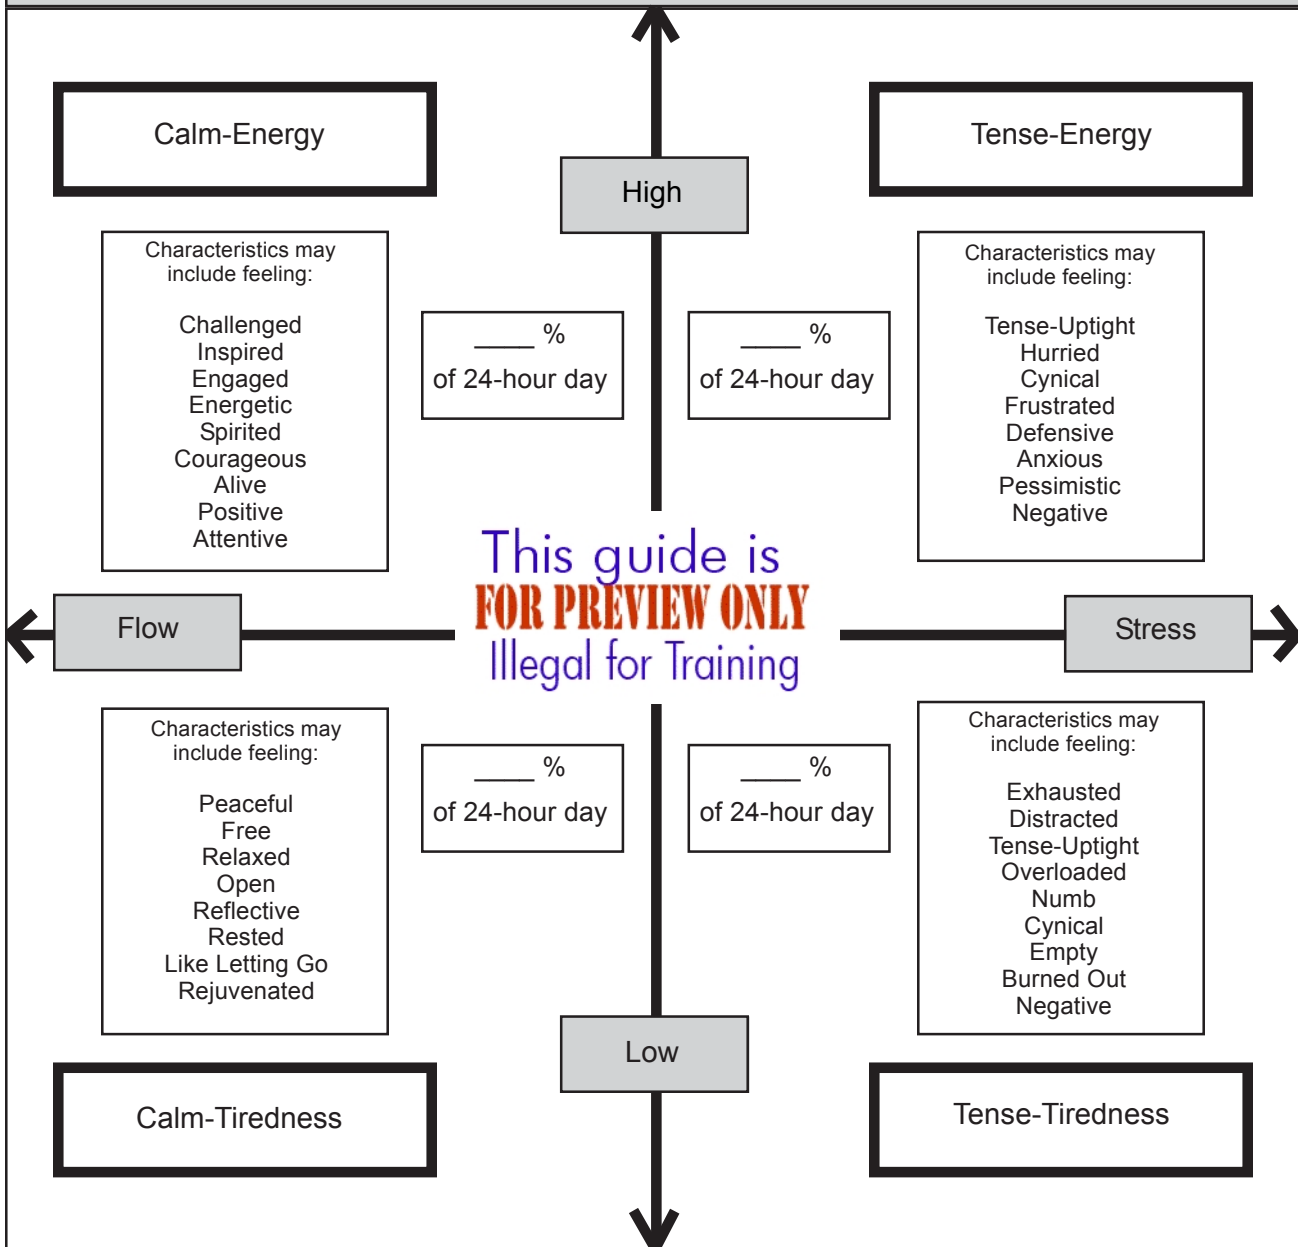 Calm-Energy
Tense-Energy
High
Characteristics may
include feeling:
Challenged
Inspired
Engaged
Energetic
Spirited
Courageous
Alive
Positive
Attentive
____ %
of 24-hour day
____ %
of 24-hour day
Characteristics may
include feeling:
Tense-Uptight
Hurried
Cynical
Frustrated
Defensive
Anxious
Pessimistic
Negative
This guide is
FOR PREVIEW ONLY
Illegal for Training
Flow
Stress
Characteristics may
include feeling:
Peaceful
Free
Relaxed
Open
Reflective
Rested
Like Letting Go
Rejuvenated
____ %
of 24-hour day
____ %
of 24-hour day
Characteristics may
include feeling:
Exhausted
Distracted
Tense-Uptight
Overloaded
Numb
Cynical
Empty
Burned Out
Negative
Low
Calm-Tiredness
Tense-Tiredness